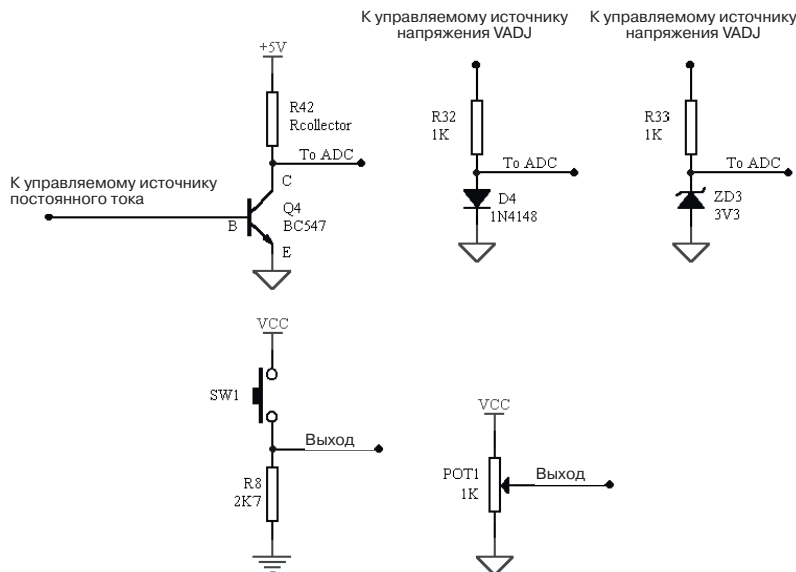 К управляемому источнику
напряжения VADJ
К управляемому источнику
напряжения VADJ
+5V
R42
Rcollector
To ADC
C
К управляемому источнику
постоянного тока
B
Q4
BC547
E
R32
1K
To ADC
D4
1N4148
R33
1K
To ADC
ZD3
3V3
VCC
SW1
Выход
R8
2K7
VCC
POT1
1K
Выход